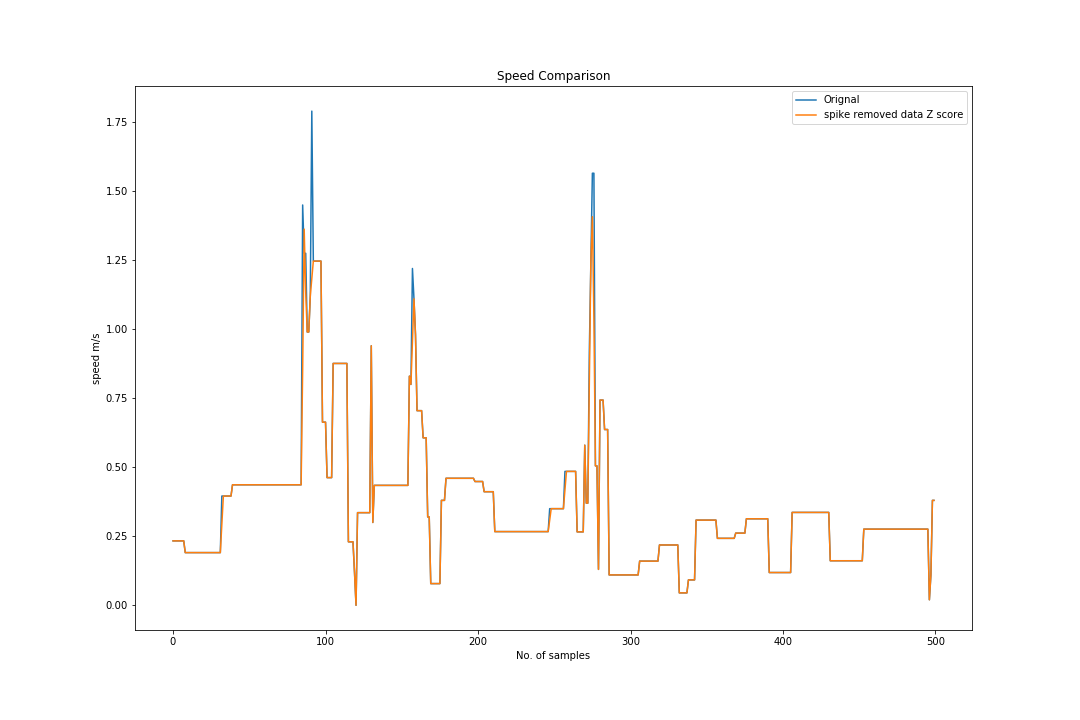 Speed Comparison
Orignal
spike removed data Z score
speed m/s
1.75
1.50
1.25
1.00
0.75
0.50
0.25
0.00
0 100 200 300 400 500
No. of samples